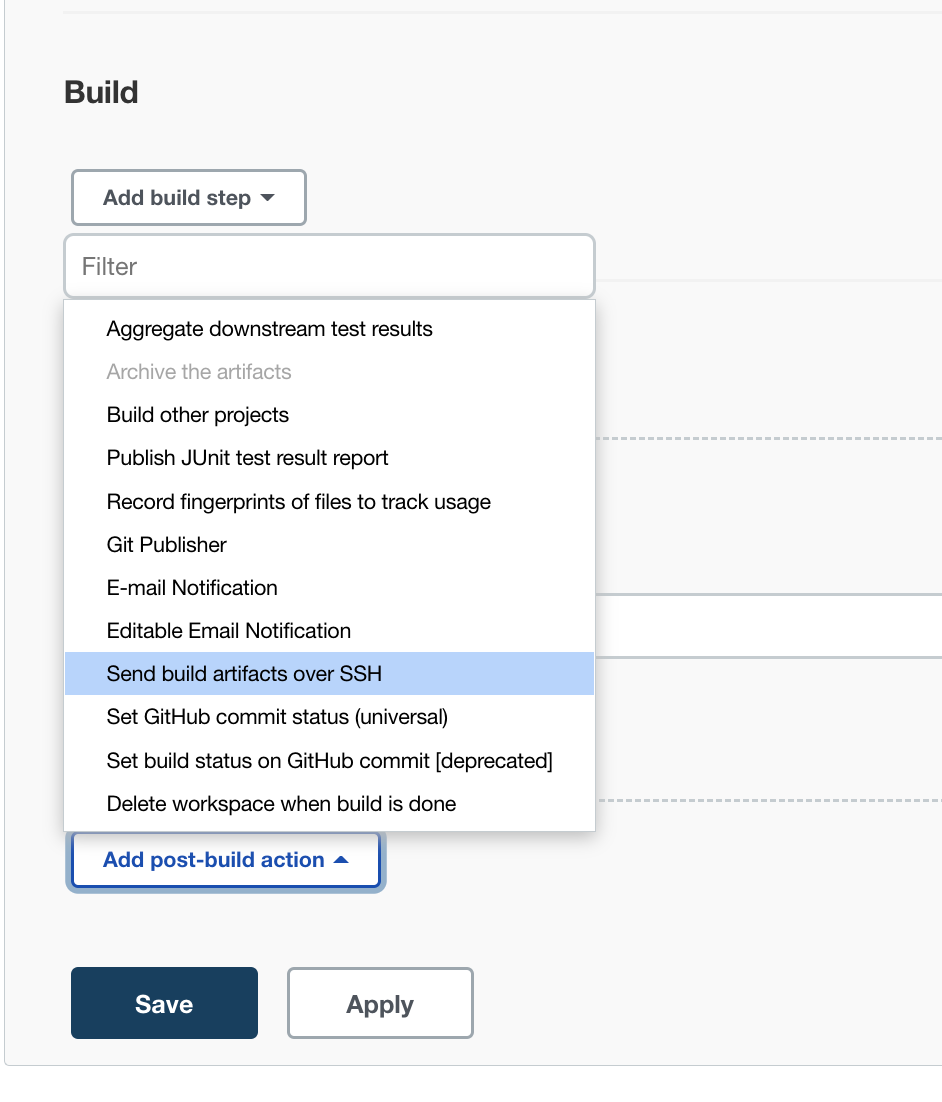 Build
Add build step
Filter
Aggregate downstream test results
Archive the artifacts
Build other projects
Publish JUnit test result report
Record fingerprints of files to track usage
Git Publisher
E-mail Notification
Editable Email Notification
Send build artifacts over SSH
Set GitHub commit status (universal)
Set build status on GitHub commit [deprecated]
Delete workspace when build is done
Add post-build action
Save
Apply